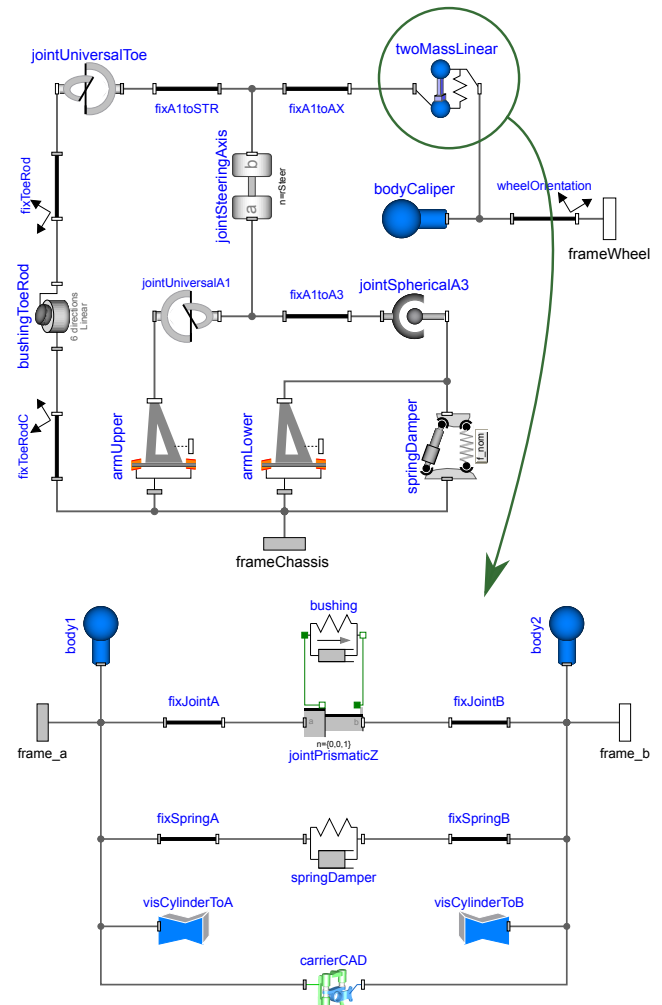 twoMassLinear
jointUniversalToe
fixA1toSTR
fixA1toAX
fixToeRod
jointSteeringAxis
b
a
n=Steer
bodyCaliper
wheelOrientation
frameWheel
bushingToeRod
6 directions
Linear
jointUniversalA1
fixA1toA3
jointSphericalA3
fixToeRodC
armUpper
armLower
springDamper
f_nom
frameChassis
body1
bushing
body2
fixJointA
a
b
fixJointB
n={0,0,1}
jointPrismaticZ
frame_a
frame_b
fixSpringA
fixSpringB
springDamper
visCylinderToA
visCylinderToB
carrierCAD